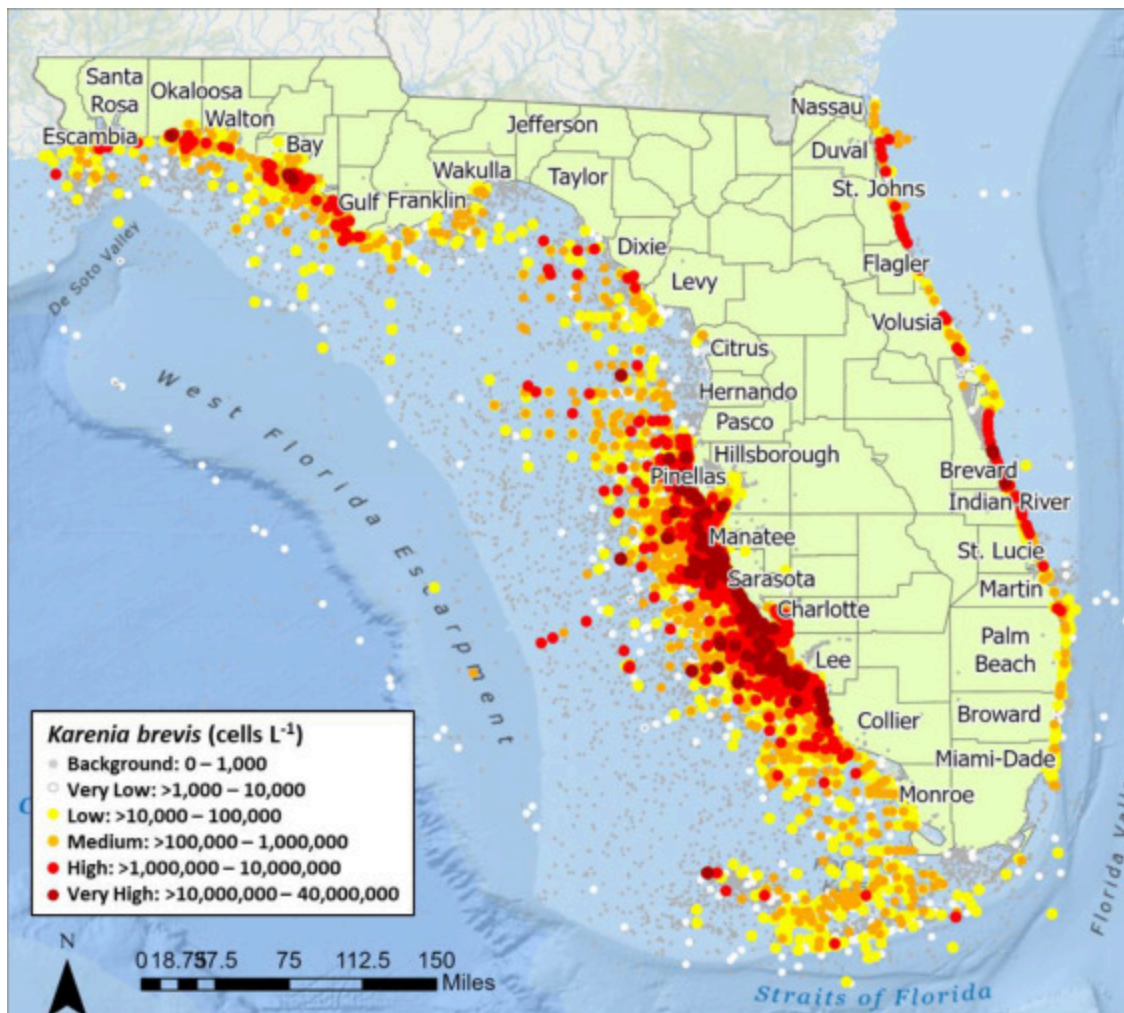 Santa
Rosa
Okaloosa
Walton
Escambia
Bay
Jefferson
Nassau
Wakulla
Taylor
Duval
Gulf
Franklin
St. Johns
De Soto Valley
Dixie
Levy
Flagler
Volusia
Citrus
Hernando
Pasco
West Florida Escarpment
Hillsborough
Pinellas
Brevard
Indian River
Manatee
St. Lucie
Sarasota
Martin
Charlotte
Palm
Beach
Lee
Collier
Broward
Miami-Dade
Monroe
Karenia brevis (cells L⁻¹)
Background: 0 – 1,000
Very Low: >1,000 – 10,000
Low: >10,000 – 100,000
Medium: >100,000 – 1,000,000
High: >1,000,000 – 10,000,000
Very High: >10,000,000 – 40,000,000
Florida
N
75 112.5 150
Miles
Straits of Florida